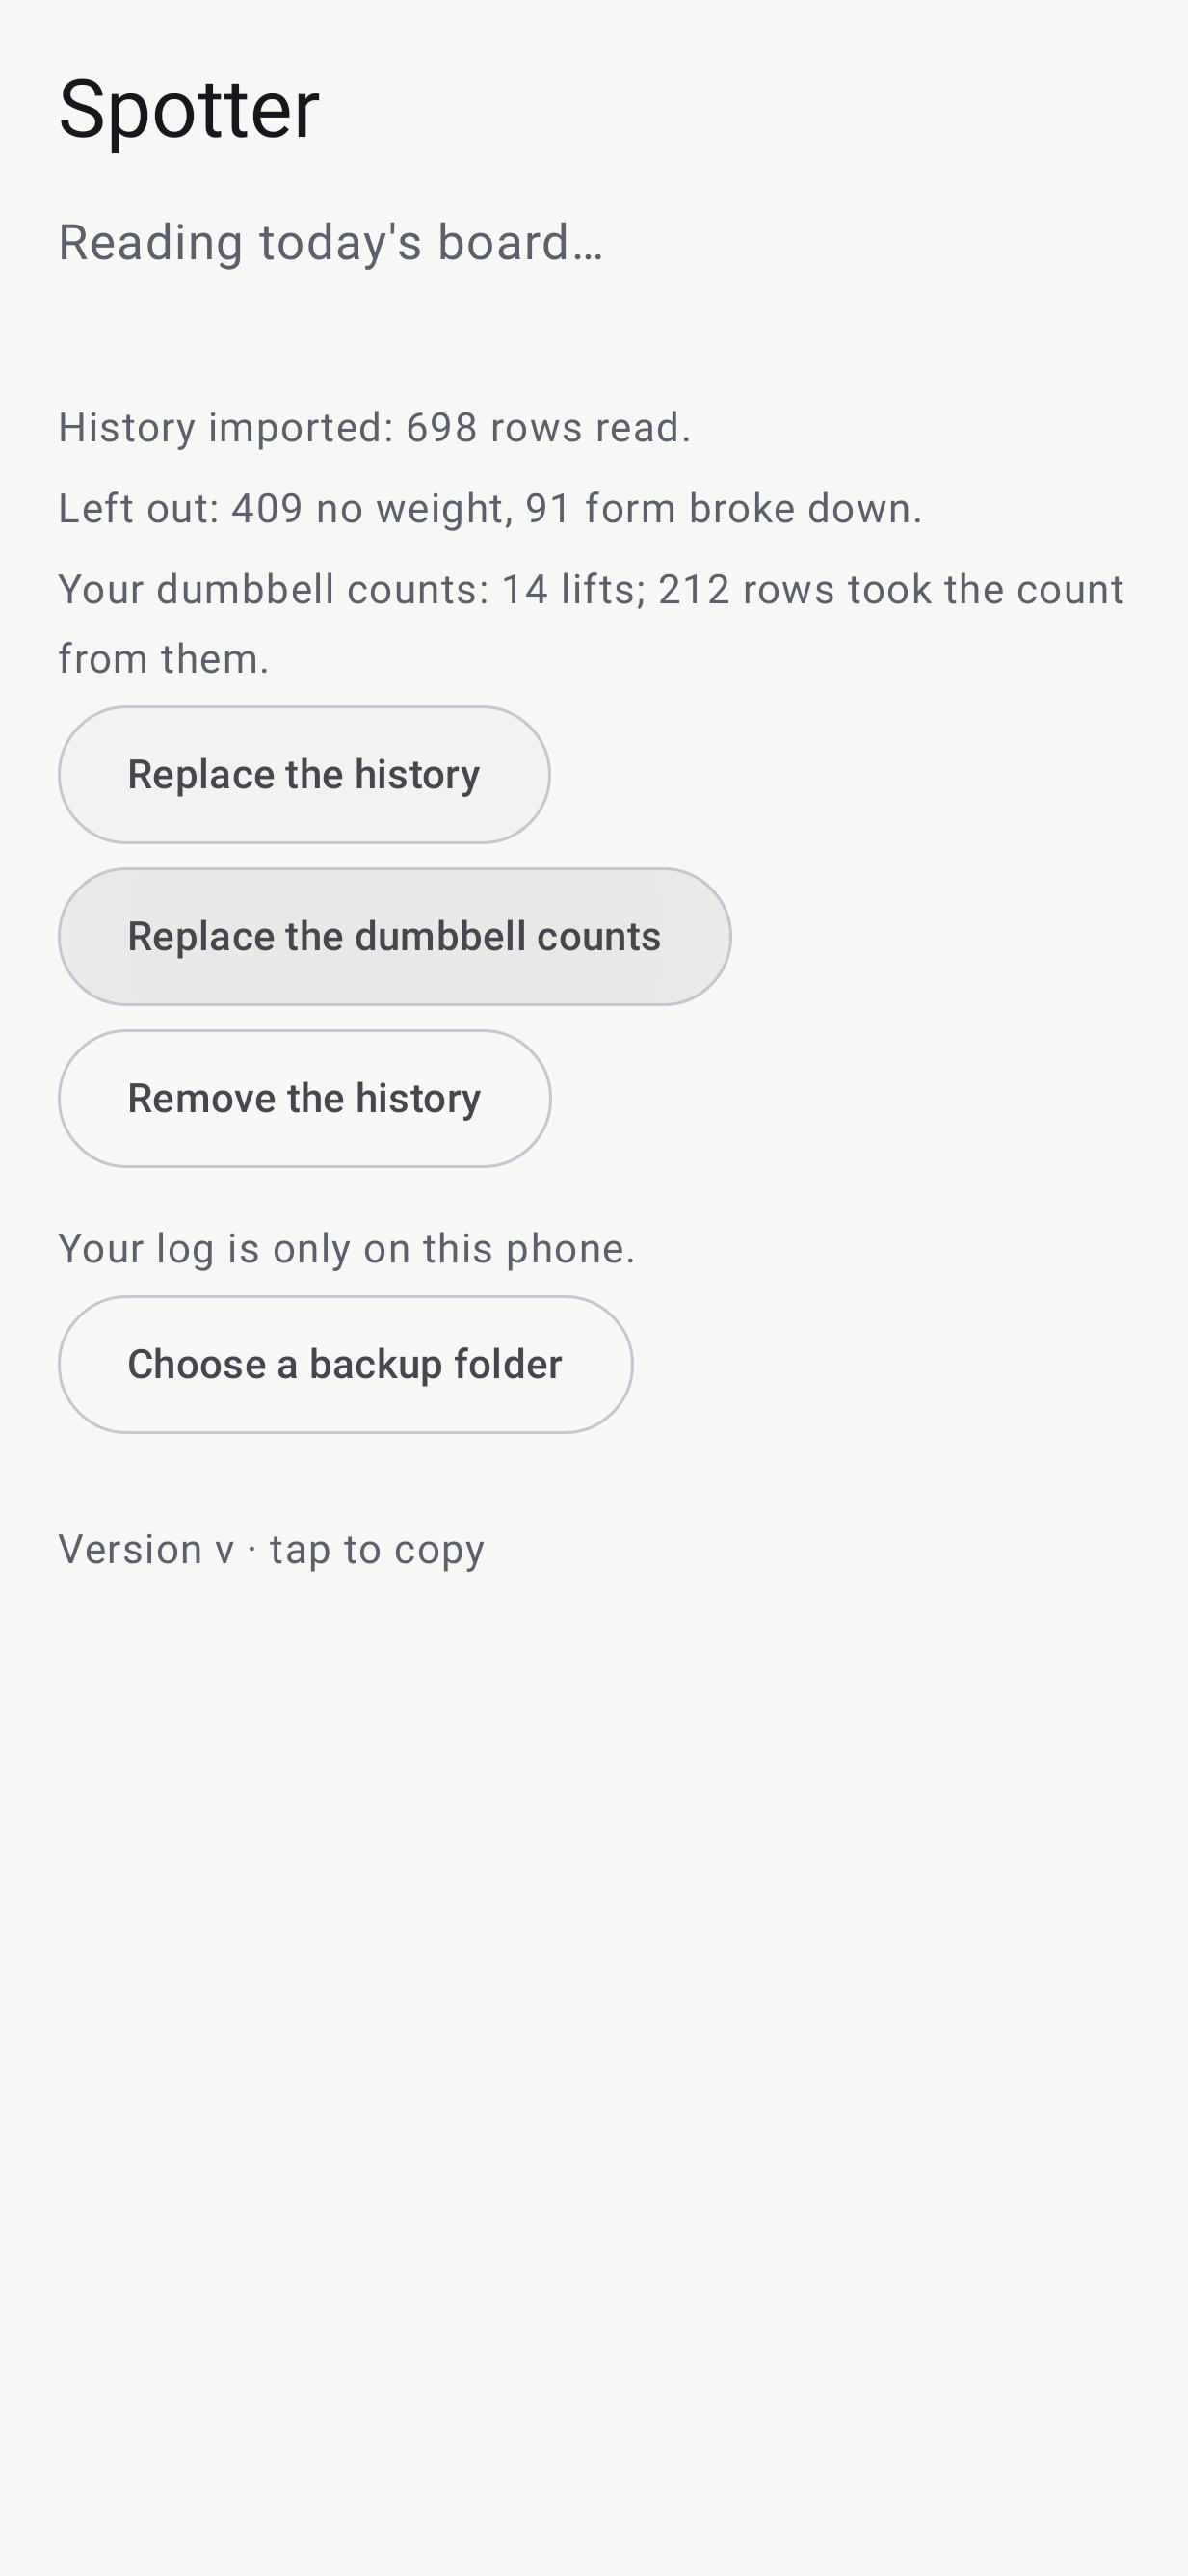 Spotter
Reading today's board…
History imported: 698 rows read.
Left out: 409 no weight, 91 form broke down.
Your dumbbell counts: 14 lifts; 212 rows took the count
from them.
Replace the history
Replace the dumbbell counts
Remove the history
Your log is only on this phone.
Choose a backup folder
Version v · tap to copy